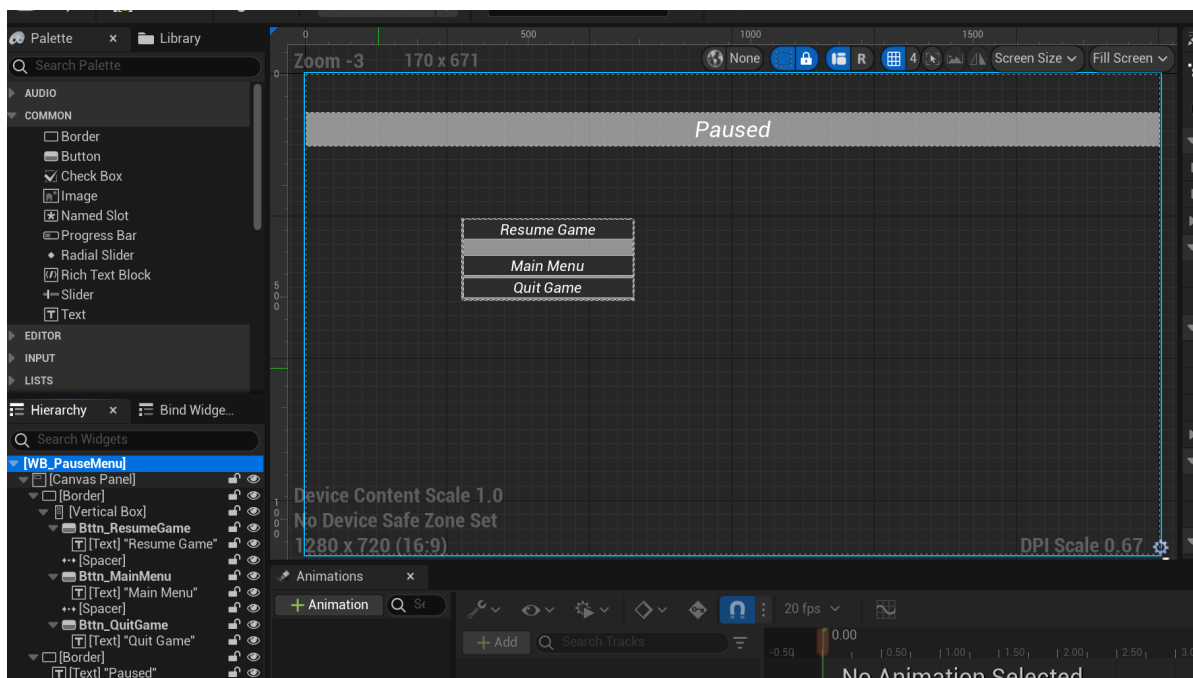 Palette × Library
Search Palette
AUDIO
COMMON
Border
Button
Check Box
Image
Named Slot
Progress Bar
Radial Slider
Rich Text Block
Slider
Text
EDITOR
INPUT
LISTS
Hierarchy × Bind Widge...
Search Widgets
[WB_PauseMenu]
[Canvas Panel]
[Border]
[Vertical Box]
Bttn_ResumeGame
[Text] "Resume Game"
[Spacer]
Bttn_MainMenu
[Text] "Main Menu"
[Spacer]
Bttn_QuitGame
[Text] "Quit Game"
[Border]
[Text] "Paused"
0 500 1000 1500
Zoom -3 170 x 671
None R 4 Screen Size Fill Screen
0
500
1000
Paused
Resume Game
Main Menu
Quit Game
Device Content Scale 1.0
No Device Safe Zone Set
1280 x 720 (16:9) DPI Scale 0.67
Animations ×
+ Animation Se
20 fps
+ Add Search Tracks
0.00
-0.50 0.50 1.00 1.50 2.00 2.50 3.0
No Animation Selected